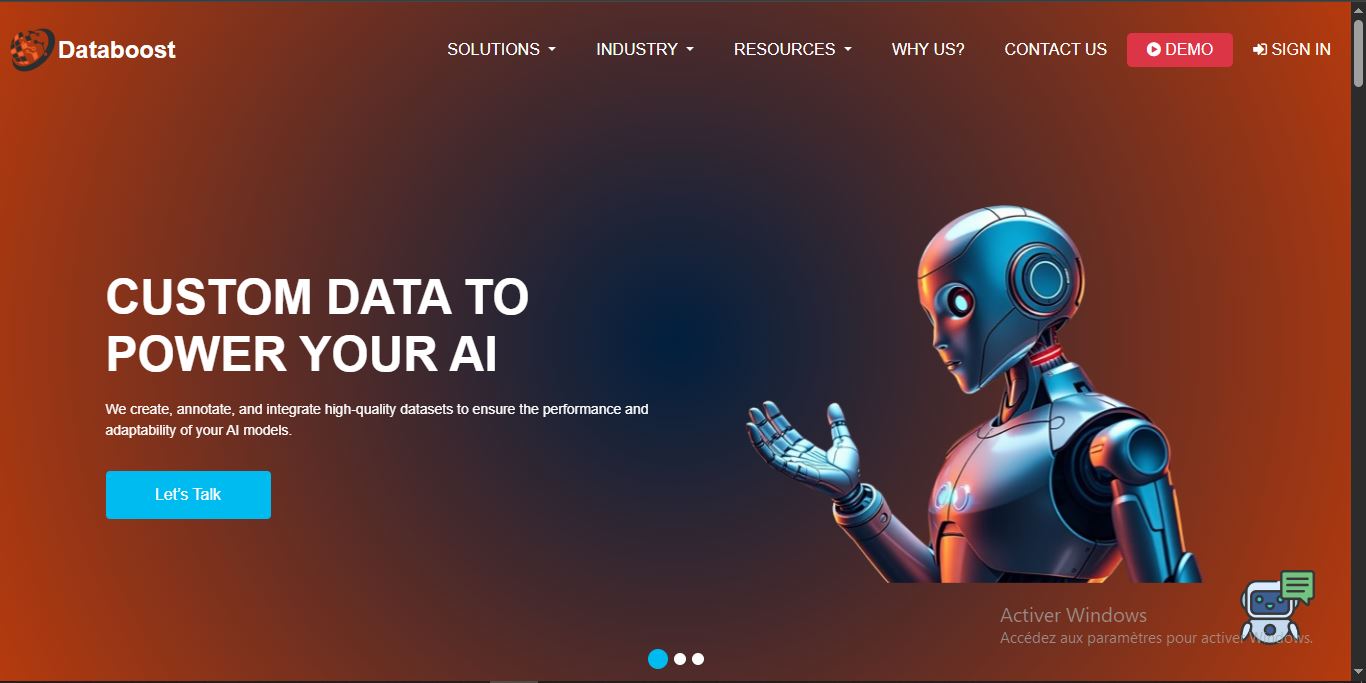 Databoost
SOLUTIONS
INDUSTRY
RESOURCES
WHY US?
CONTACT US
DEMO
SIGN IN
CUSTOM DATA TO
POWER YOUR AI
We create, annotate, and integrate high-quality datasets to ensure the performance and
adaptability of your AI models.
Let's Talk
Activer Windows
Accédez aux paramètres pour activer Windows.